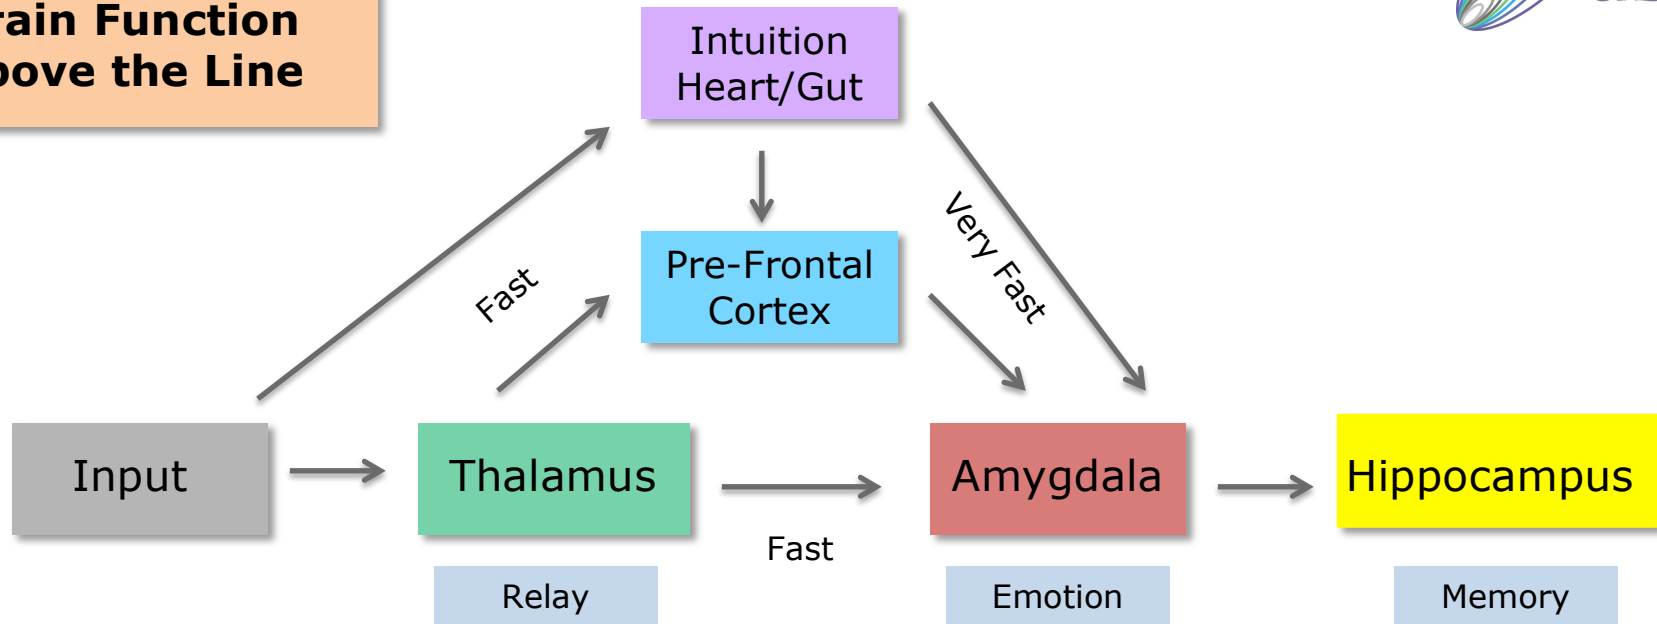 rain Function
bove the Line
Intuition
Heart/Gut
Fast
Very Fast
Pre-Frontal
Cortex
Input
Thalamus
Amygdala
Hippocampus
Fast
Relay
Emotion
Memory